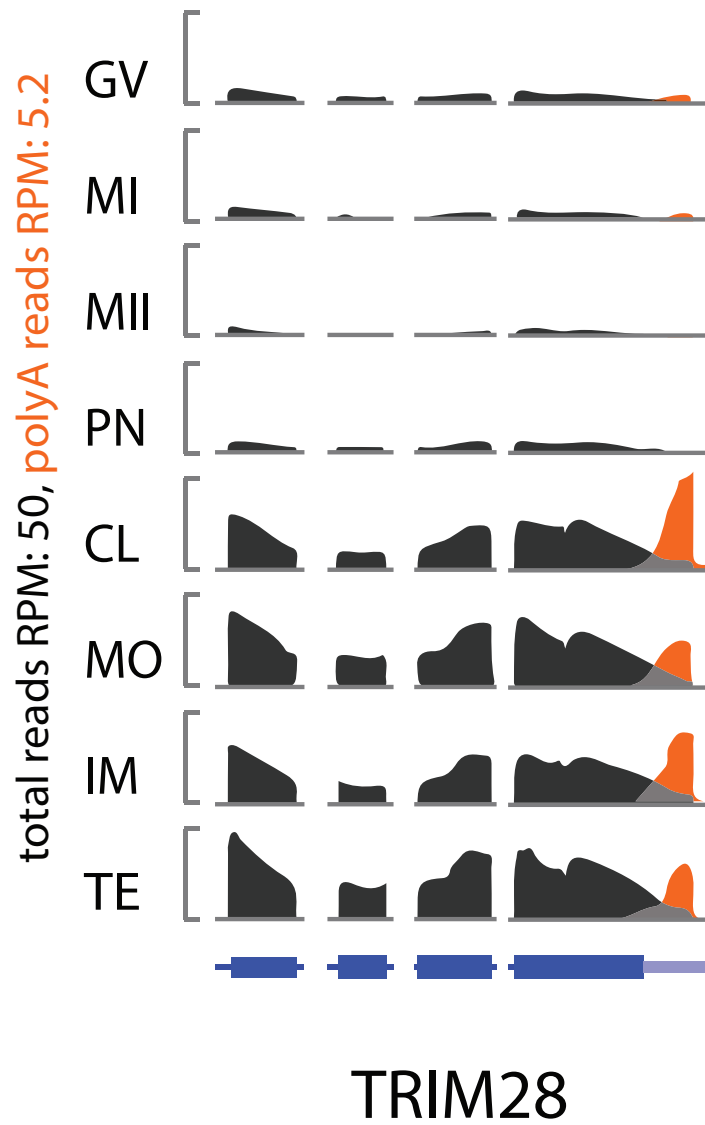 total reads RPM: 50, polyA reads RPM: 5.2
GV
MI
MII
PN
CL
MO
IM
TE
TRIM28